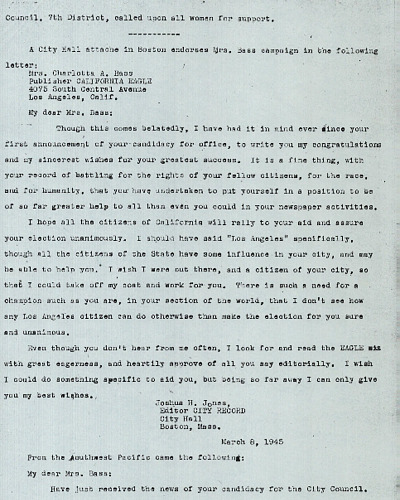 Council, 7th District, called upon all women for support.
-----------
A City Hall attache in Boston endorses Mrs. Bass campaign in the following
letter:
Mrs. Charlotta A. Bass
Publisher CALIFORNIA EAGLE
4075 South Central Avenue
Los Angeles, Calif.
My dear Mrs. Bass:
Though this comes belatedly, I have had it in mind ever since your
first announcement of your candidacy for office, to write you my congratulations
and my sincerest wishes for your greatest success. It is a fine thing, with
your record of battling for the rights of your fellow citizens, for the race,
and for humanity, that you have undertaken to put yourself in a position to be
of so far greater help to all than even you could in your newspaper activities.
I hope all the citizens of California will rally to your aid and assure
your election unanimously. I should have said "Los Angeles" specifically,
though all the citizens of the State have some influence in your city, and may
be able to help you. I wish I were out there, and a citizen of your city, so
that I could take off my coat and work for you. There is such a need for a
champion such as you are, in your section of the world, that I don't see how
any Los Angeles citizen can do otherwise than make the election for you sure
and unanimous.
Even though you don't hear from me often, I look for and read the EAGLE
with great eagerness, and heartily approve of all you say editorially. I wish
I could do something specific to aid you, but being so far away I can only give
you my best wishes.
Joshua H. Jones,
Editor CITY RECORD
City Hall
Boston, Mass.
March 8, 1945
From the Southwest Pacific came the following:
My dear Mrs. Bass:
Have just received the news of your candidacy for the City Council.